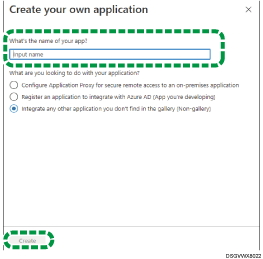 Create your own application
What's the name of your app?
Input name
What are you looking to do with your application?
Configure Application Proxy for secure remote access to an on-premises application
Register an application to integrate with Azure AD (App you're developing)
Integrate any other application you don't find in the gallery (Non-gallery)
Create
DSGVWX8022